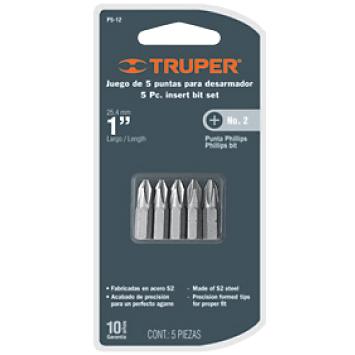 PS-12
TRUPER
Juego de 5 puntas para desarmador
5 Pc. insert bit set
25.4 mm
1”
Largo / Length
No. 2
Punta Phillips
Phillips bit
• Fabricadas en acero S2
• Acabado de precisión
para un perfecto agarre
• Made of S2 steel
• Precision formed tips for
proper fit
10 años
Garantía
CONT.: 5 PIEZAS